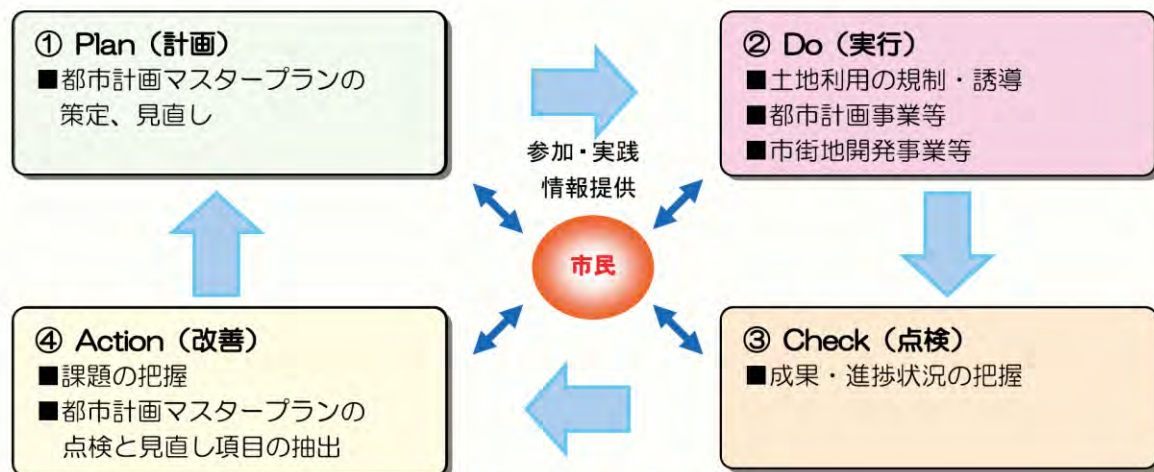 ① Plan（計画）
■都市計画マスタープランの
策定、見直し
参加・実践
情報提供
② Do（実行）
■土地利用の規制・誘導
■都市計画事業等
■市街地開発事業等
市民
④ Action（改善）
■課題の把握
■都市計画マスタープランの
点検と見直し項目の抽出
③ Check（点検）
■成果・進捗状況の把握